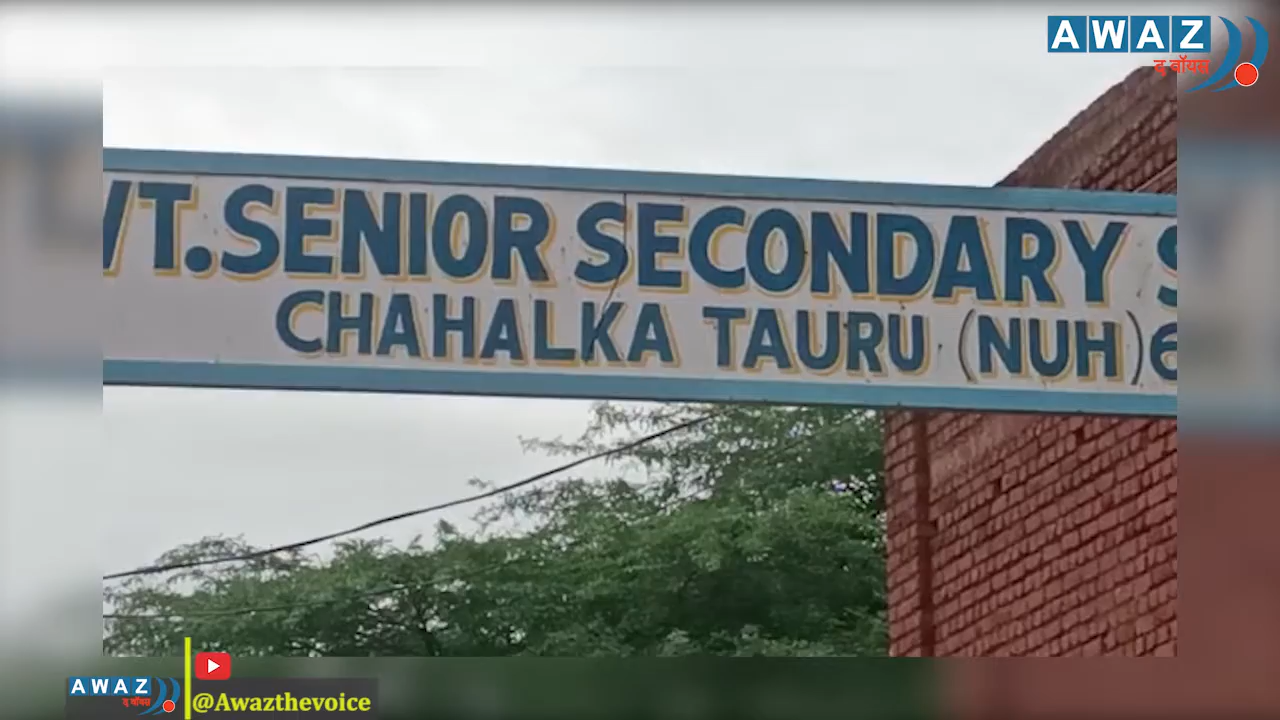 AWAZ
द वॉयस
VT. SENIOR SECONDARY S
CHAHALKA TAURU (NUH) 6
AWAZ
द वॉयस
@Awazthevoice